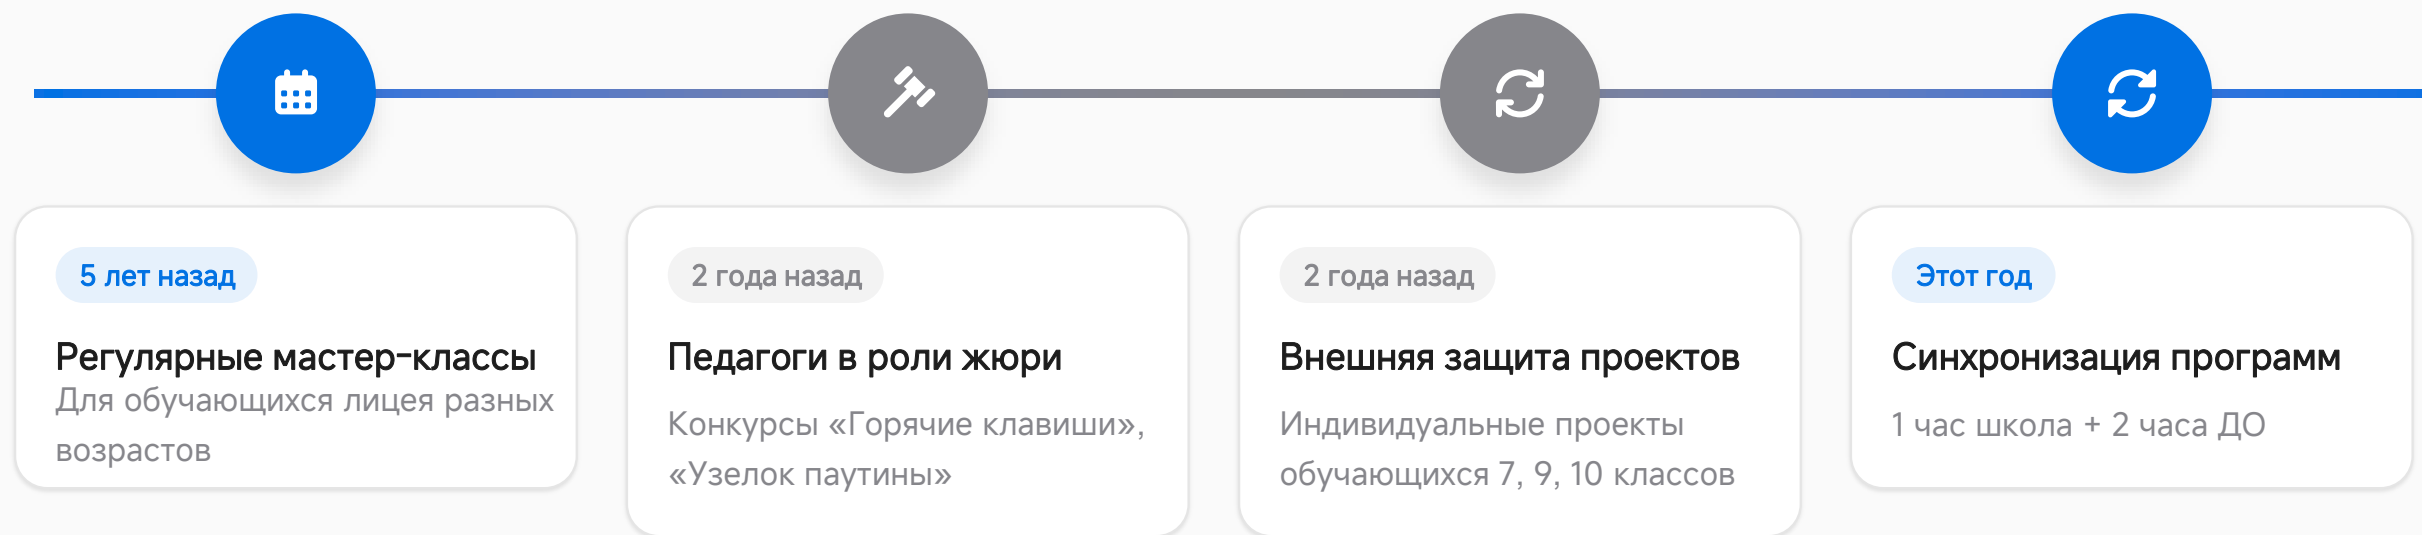 5 лет назад
Регулярные мастер-классы
Для обучающихся лицея разных
возрастов
2 года назад
Педагоги в роли жюри
Конкурсы «Горячие клавиши»,
«Узелок паутины»
2 года назад
Внешняя защита проектов
Индивидуальные проекты
обучающихся 7, 9, 10 классов
Этот год
Синхронизация программ
1 час школа + 2 часа ДО